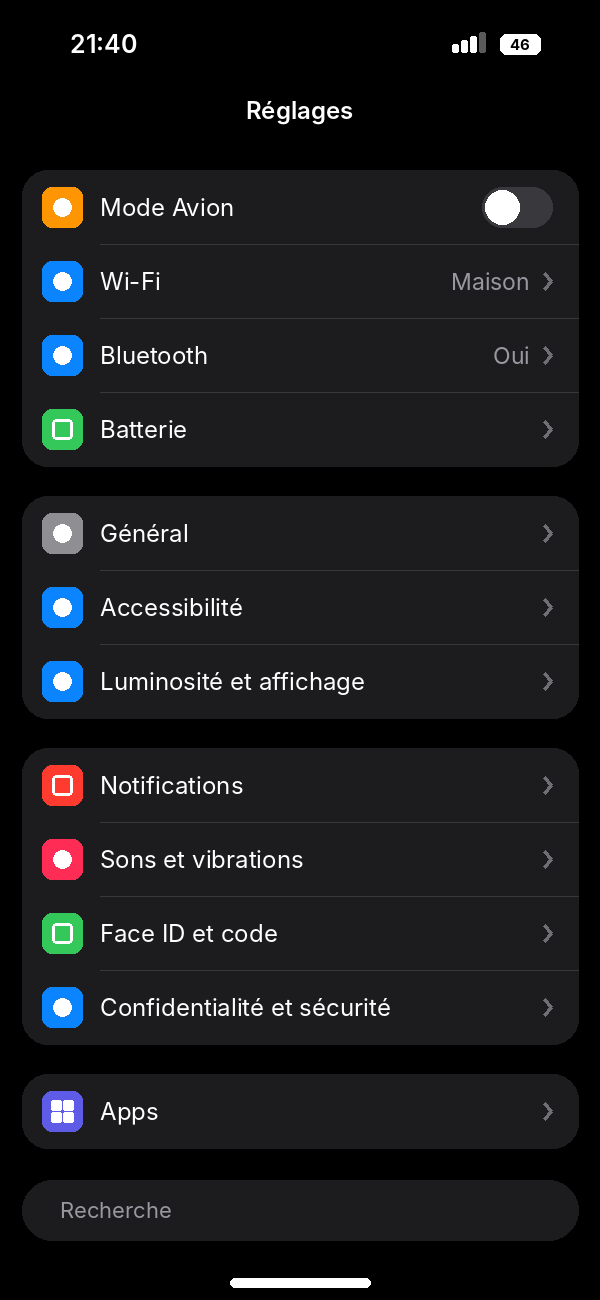 21:40
46
Réglages
Mode Avion
Wi-Fi Maison
Bluetooth Oui
Batterie
Général
Accessibilité
Luminosité et affichage
Notifications
Sons et vibrations
Face ID et code
Confidentialité et sécurité
Apps
Recherche